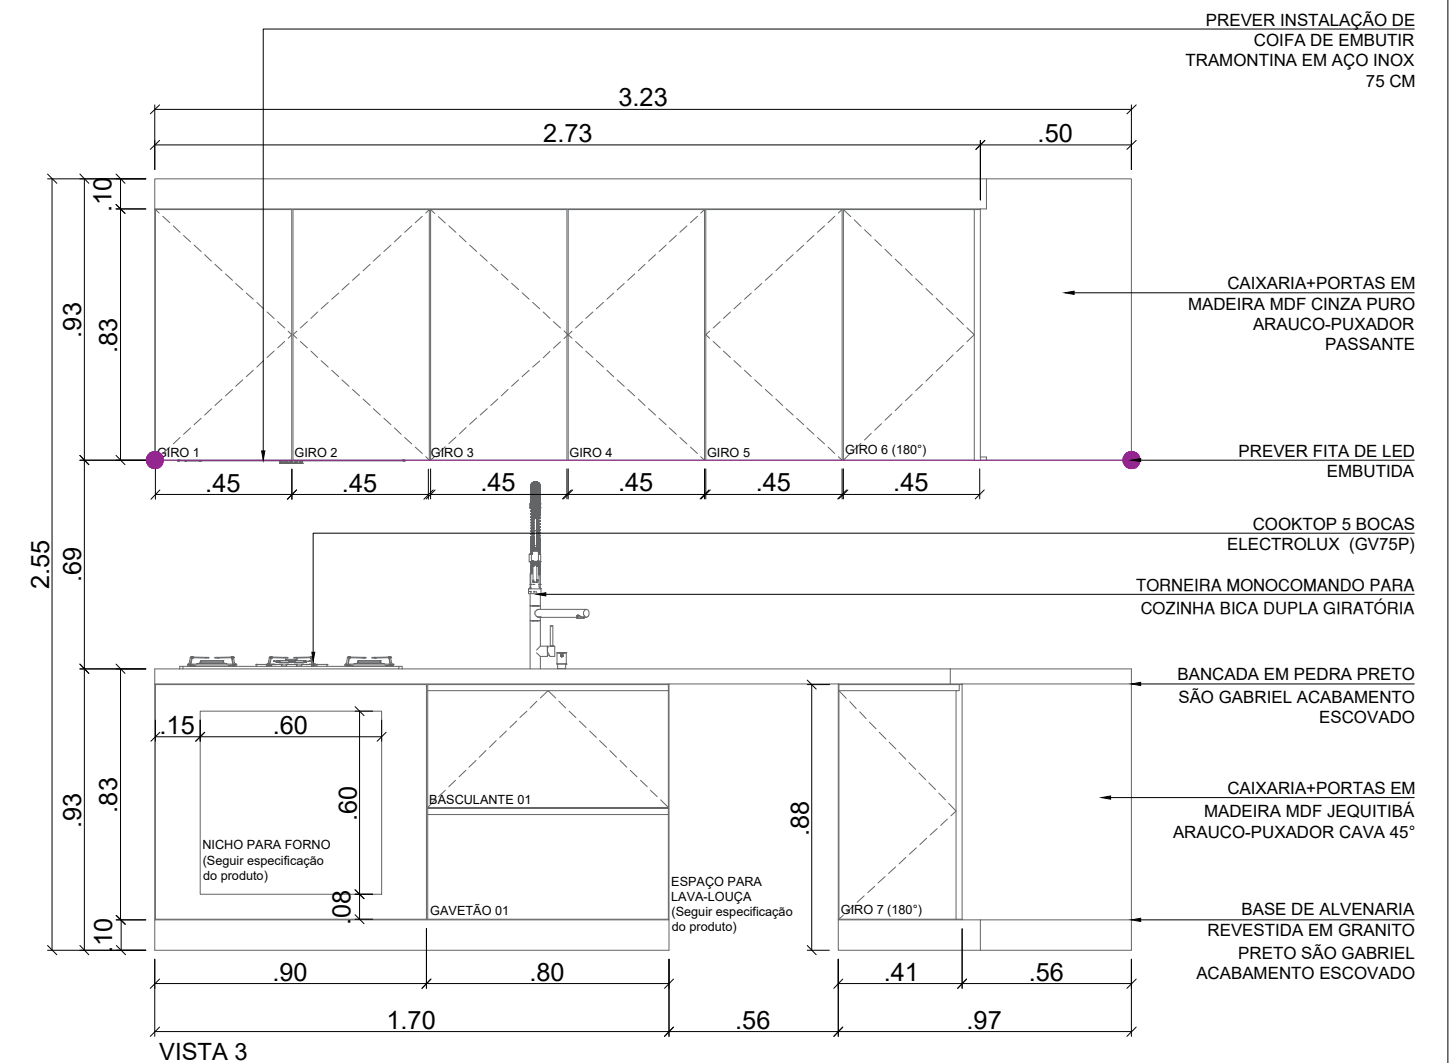 PREVER INSTALAÇÃO DE
COIFA DE EMBUTIR
TRAMONTINA EM AÇO INOX
75 CM
3.23
2.73
.50
.10
.93
.83
CAIXARIA+PORTAS EM
MADEIRA MDF CINZA PURO
ARAUCO-PUXADOR
PASSANTE
GIRO 1
GIRO 2
GIRO 3
GIRO 4
GIRO 5
GIRO 6 (180°)
PREVER FITA DE LED
EMBUTIDA
.45
.45
.45
.45
.45
.45
2.55
.69
COOKTOP 5 BOCAS
ELECTROLUX (GV75P)
TORNEIRA MONOCOMANDO PARA
COZINHA BICA DUPLA GIRATÓRIA
BANCADA EM PEDRA PRETO
SÃO GABRIEL ACABAMENTO
ESCOVADO
.15
.60
.60
.93
.83
.88
BASCULANTE 01
CAIXARIA+PORTAS EM
MADEIRA MDF JEQUITIBÁ
ARAUCO-PUXADOR CAVA 45°
NICHO PARA FORNO
(Seguir especificação
do produto)
.08
GAVETÃO 01
ESPAÇO PARA
LAVA-LOUÇA
(Seguir especificação
do produto)
GIRO 7 (180°)
BASE DE ALVENARIA
REVESTIDA EM GRANITO
PRETO SÃO GABRIEL
ACABAMENTO ESCOVADO
.10
.90
.80
.41
.56
1.70
.56
.97
VISTA 3